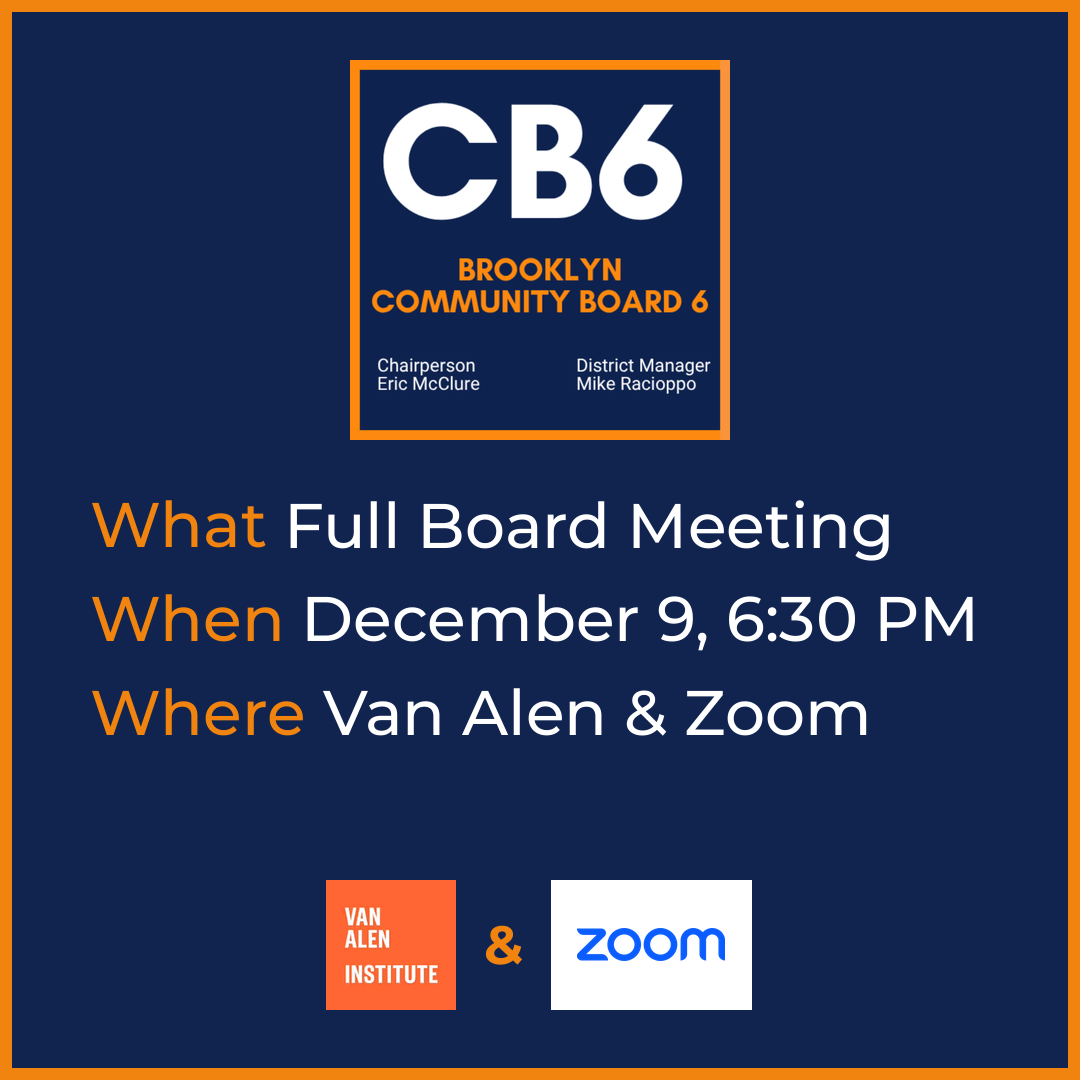 CB6
BROOKLYN
COMMUNITY BOARD 6
Chairperson
Eric McClure
District Manager
Mike Racioppo
What Full Board Meeting
When December 9, 6:30 PM
Where Van Alen & Zoom
VAN
ALEN
INSTITUTE
&
zoom